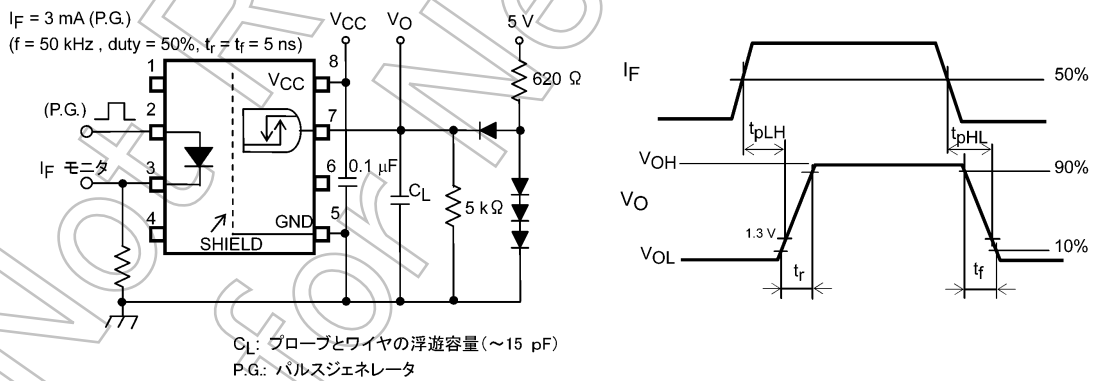 IF = 3 mA (P.G.)
(f = 50 kHz , duty = 50%, tr = tf = 5 ns)
VCC
VO
5 V
1
8
VCC
620 Ω
(P.G.)
2
7
IF モニタ
3
6
0.1 μF
CL
5 kΩ
4
GND
5
SHIELD
CL: プローブとワイヤの浮遊容量(~15 pF)
P.G.: パルスジェネレータ
IF
50%
tpLH
tpHL
VOH
90%
VO
1.3 V
VOL
10%
tr
tf
Not R
for Ne